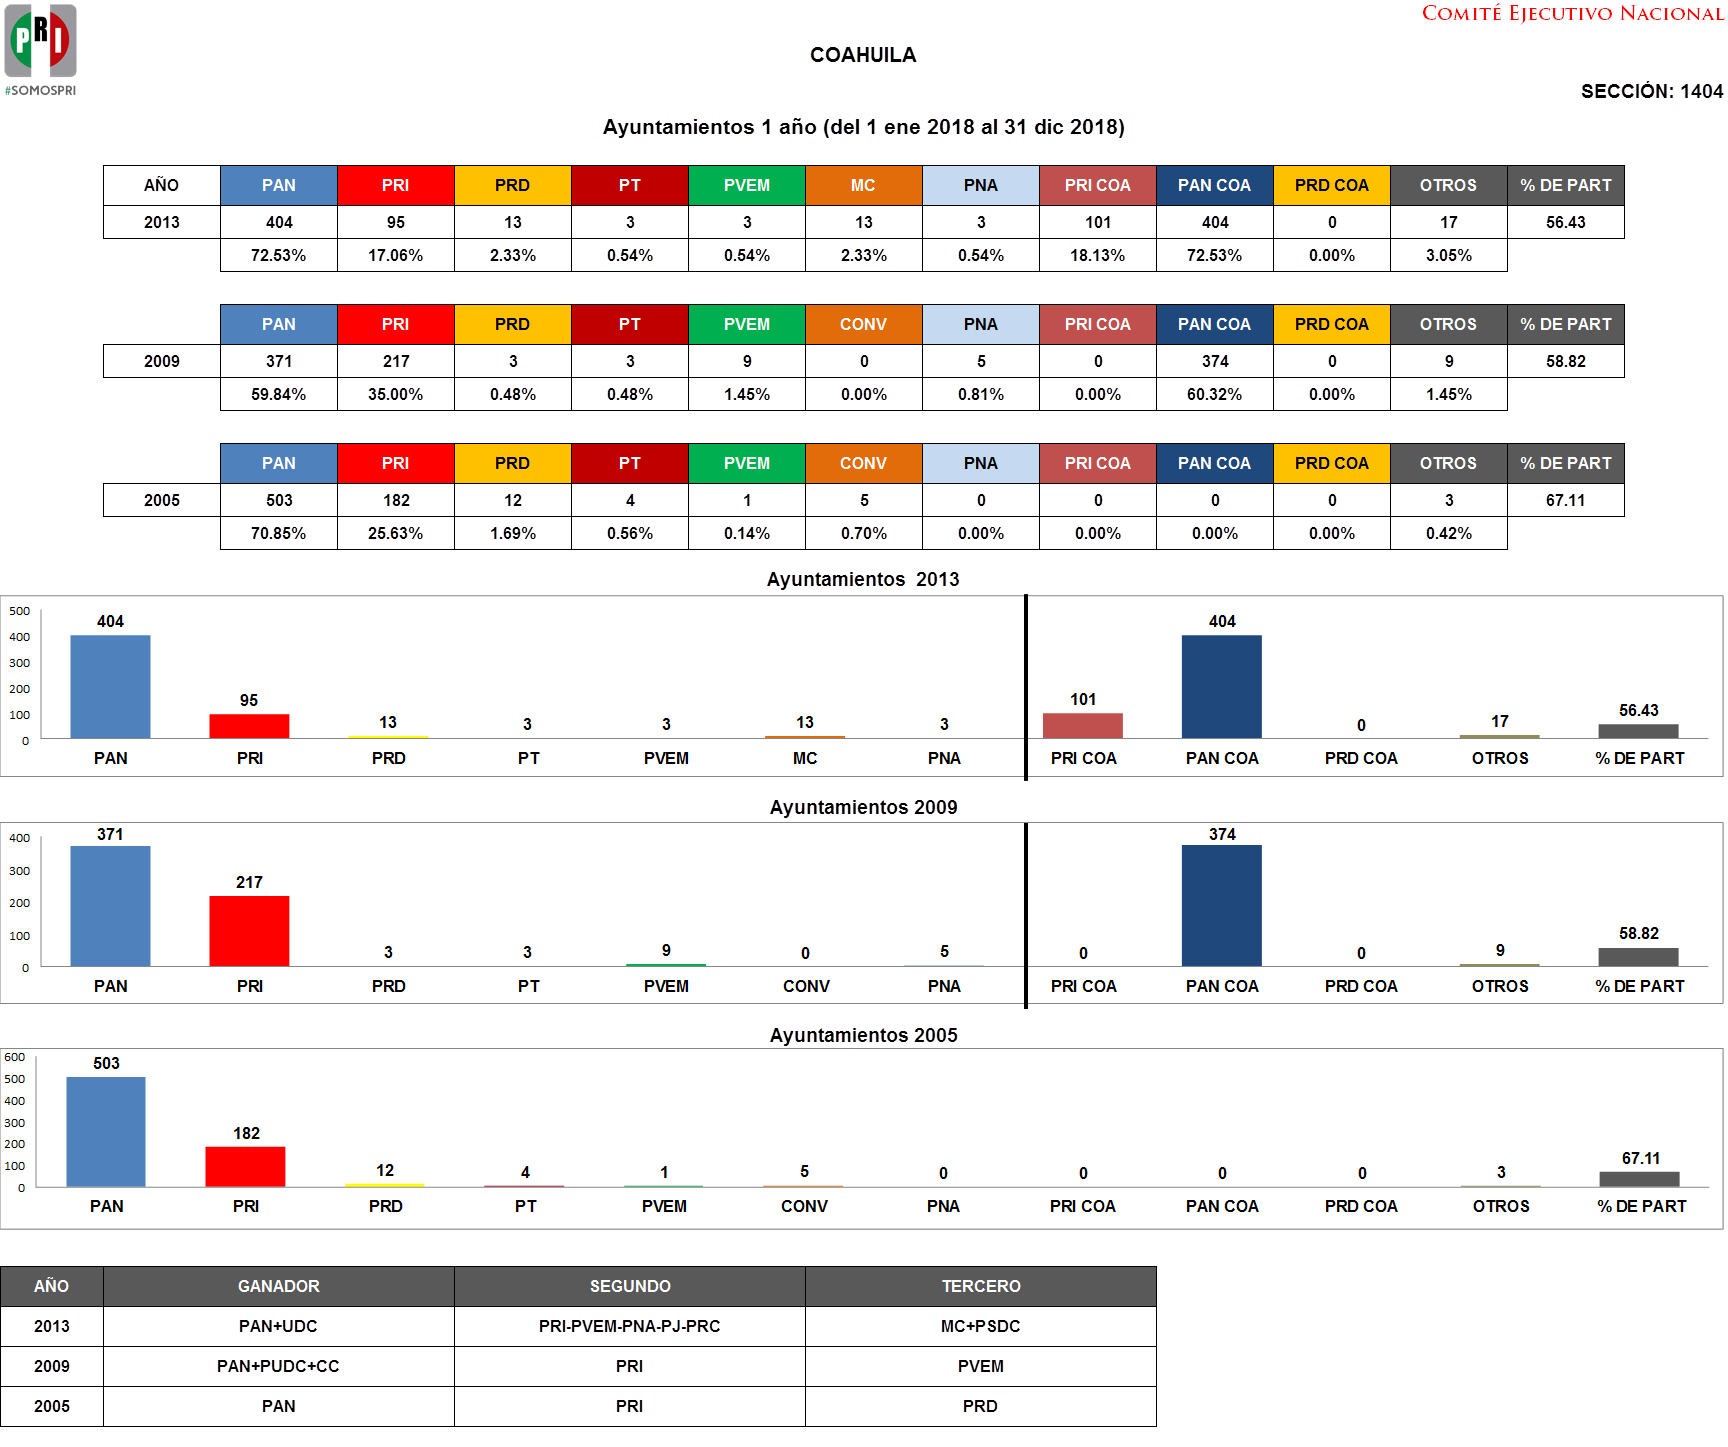 COMITÉ EJECUTIVO NACIONAL
PRI
#SOMOSPRI
COAHUILA
SECCIÓN: 1404
Ayuntamientos 1 año (del 1 ene 2018 al 31 dic 2018)
AÑO PAN PRI PRD PT PVEM MC PNA PRI COA PAN COA PRD COA OTROS % DE PART
2013 404 95 13 3 3 13 3 101 404 0 17 56.43
72.53% 17.06% 2.33% 0.54% 0.54% 2.33% 0.54% 18.13% 72.53% 0.00% 3.05%
PAN PRI PRD PT PVEM CONV PNA PRI COA PAN COA PRD COA OTROS % DE PART
2009 371 217 3 3 9 0 5 0 374 0 9 58.82
59.84% 35.00% 0.48% 0.48% 1.45% 0.00% 0.81% 0.00% 60.32% 0.00% 1.45%
PAN PRI PRD PT PVEM CONV PNA PRI COA PAN COA PRD COA OTROS % DE PART
2005 503 182 12 4 1 5 0 0 0 0 3 67.11
70.85% 25.63% 1.69% 0.56% 0.14% 0.70% 0.00% 0.00% 0.00% 0.00% 0.42%
Ayuntamientos 2013
500
400
300
200
100
0
404 95 13 3 3 13 3 101 404 0 17 56.43
PAN PRI PRD PT PVEM MC PNA PRI COA PAN COA PRD COA OTROS % DE PART
Ayuntamientos 2009
400
300
200
100
0
371 217 3 3 9 0 5 0 374 0 9 58.82
PAN PRI PRD PT PVEM CONV PNA PRI COA PAN COA PRD COA OTROS % DE PART
Ayuntamientos 2005
600
500
400
300
200
100
0
503 182 12 4 1 5 0 0 0 0 3 67.11
PAN PRI PRD PT PVEM CONV PNA PRI COA PAN COA PRD COA OTROS % DE PART
AÑO GANADOR SEGUNDO TERCERO
2013 PAN+UDC PRI-PVEM-PNA-PJ-PRC MC+PSDC
2009 PAN+PUDC+CC PRI PVEM
2005 PAN PRI PRD